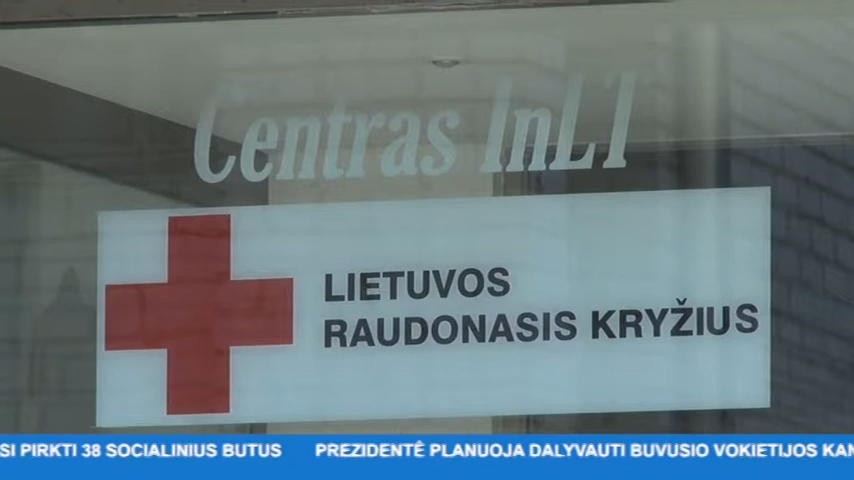 Centras InLT
LIETUVOS
RAUDONASIS KRYŽIUS
SI PIRKTI 38 SOCIALINIUS BUTUS PREZIDENTĖ PLANUOJA DALYVAUTI BUVUSIO VOKIETIJOS KAN